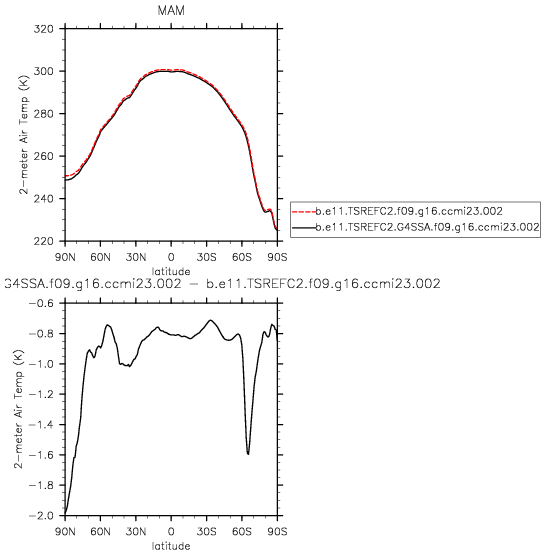 MAM
320
300
280
260
240
220
2-meter Air Temp (K)
90N 60N 30N 0 30S 60S 90S
latitude
b.e11.TSREFC2.f09.g16.ccmi23.002
b.e11.TSREFC2.G4SSA.f09.g16.ccmi23.002
G4SSA.f09.g16.ccmi23.002 - b.e11.TSREFC2.f09.g16.ccmi23.002
-0.6
-0.8
-1.0
-1.2
-1.4
-1.6
-1.8
-2.0
2-meter Air Temp (K)
90N 60N 30N 0 30S 60S 90S
latitude